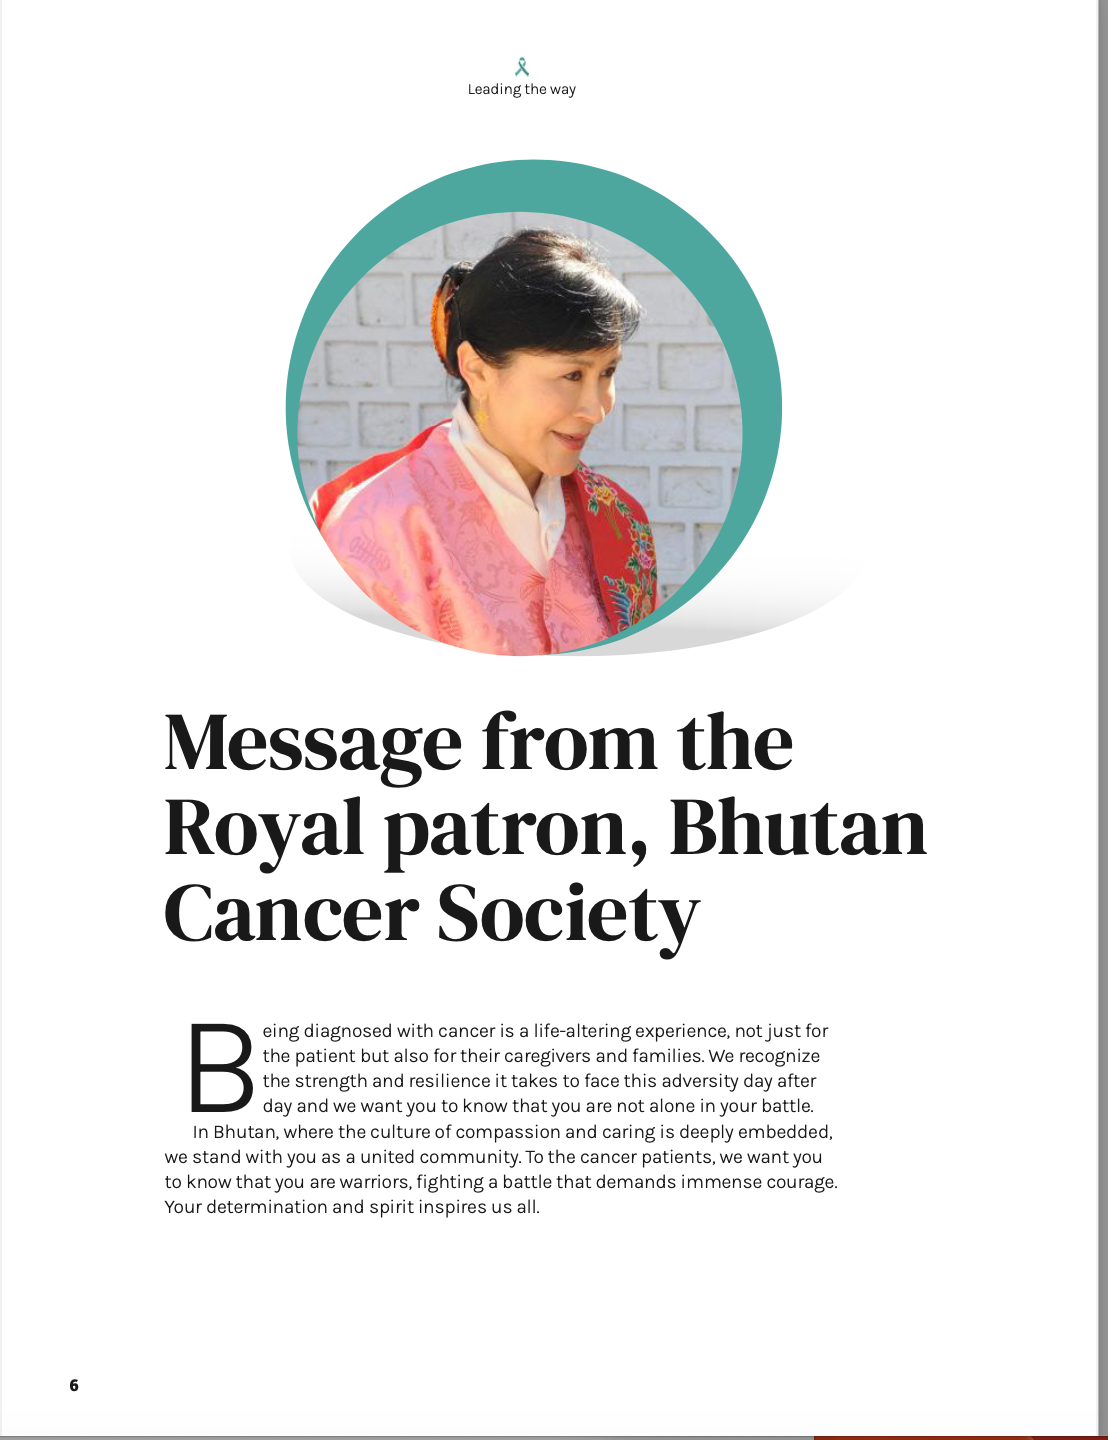 Leading the way
Message from the
Royal patron, Bhutan
Cancer Society
Being diagnosed with cancer is a life-altering experience, not just for
the patient but also for their caregivers and families. We recognize
the strength and resilience it takes to face this adversity day after
day and we want you to know that you are not alone in your battle.
In Bhutan, where the culture of compassion and caring is deeply embedded,
we stand with you as a united community. To the cancer patients, we want you
to know that you are warriors, fighting a battle that demands immense courage.
Your determination and spirit inspires us all.
6